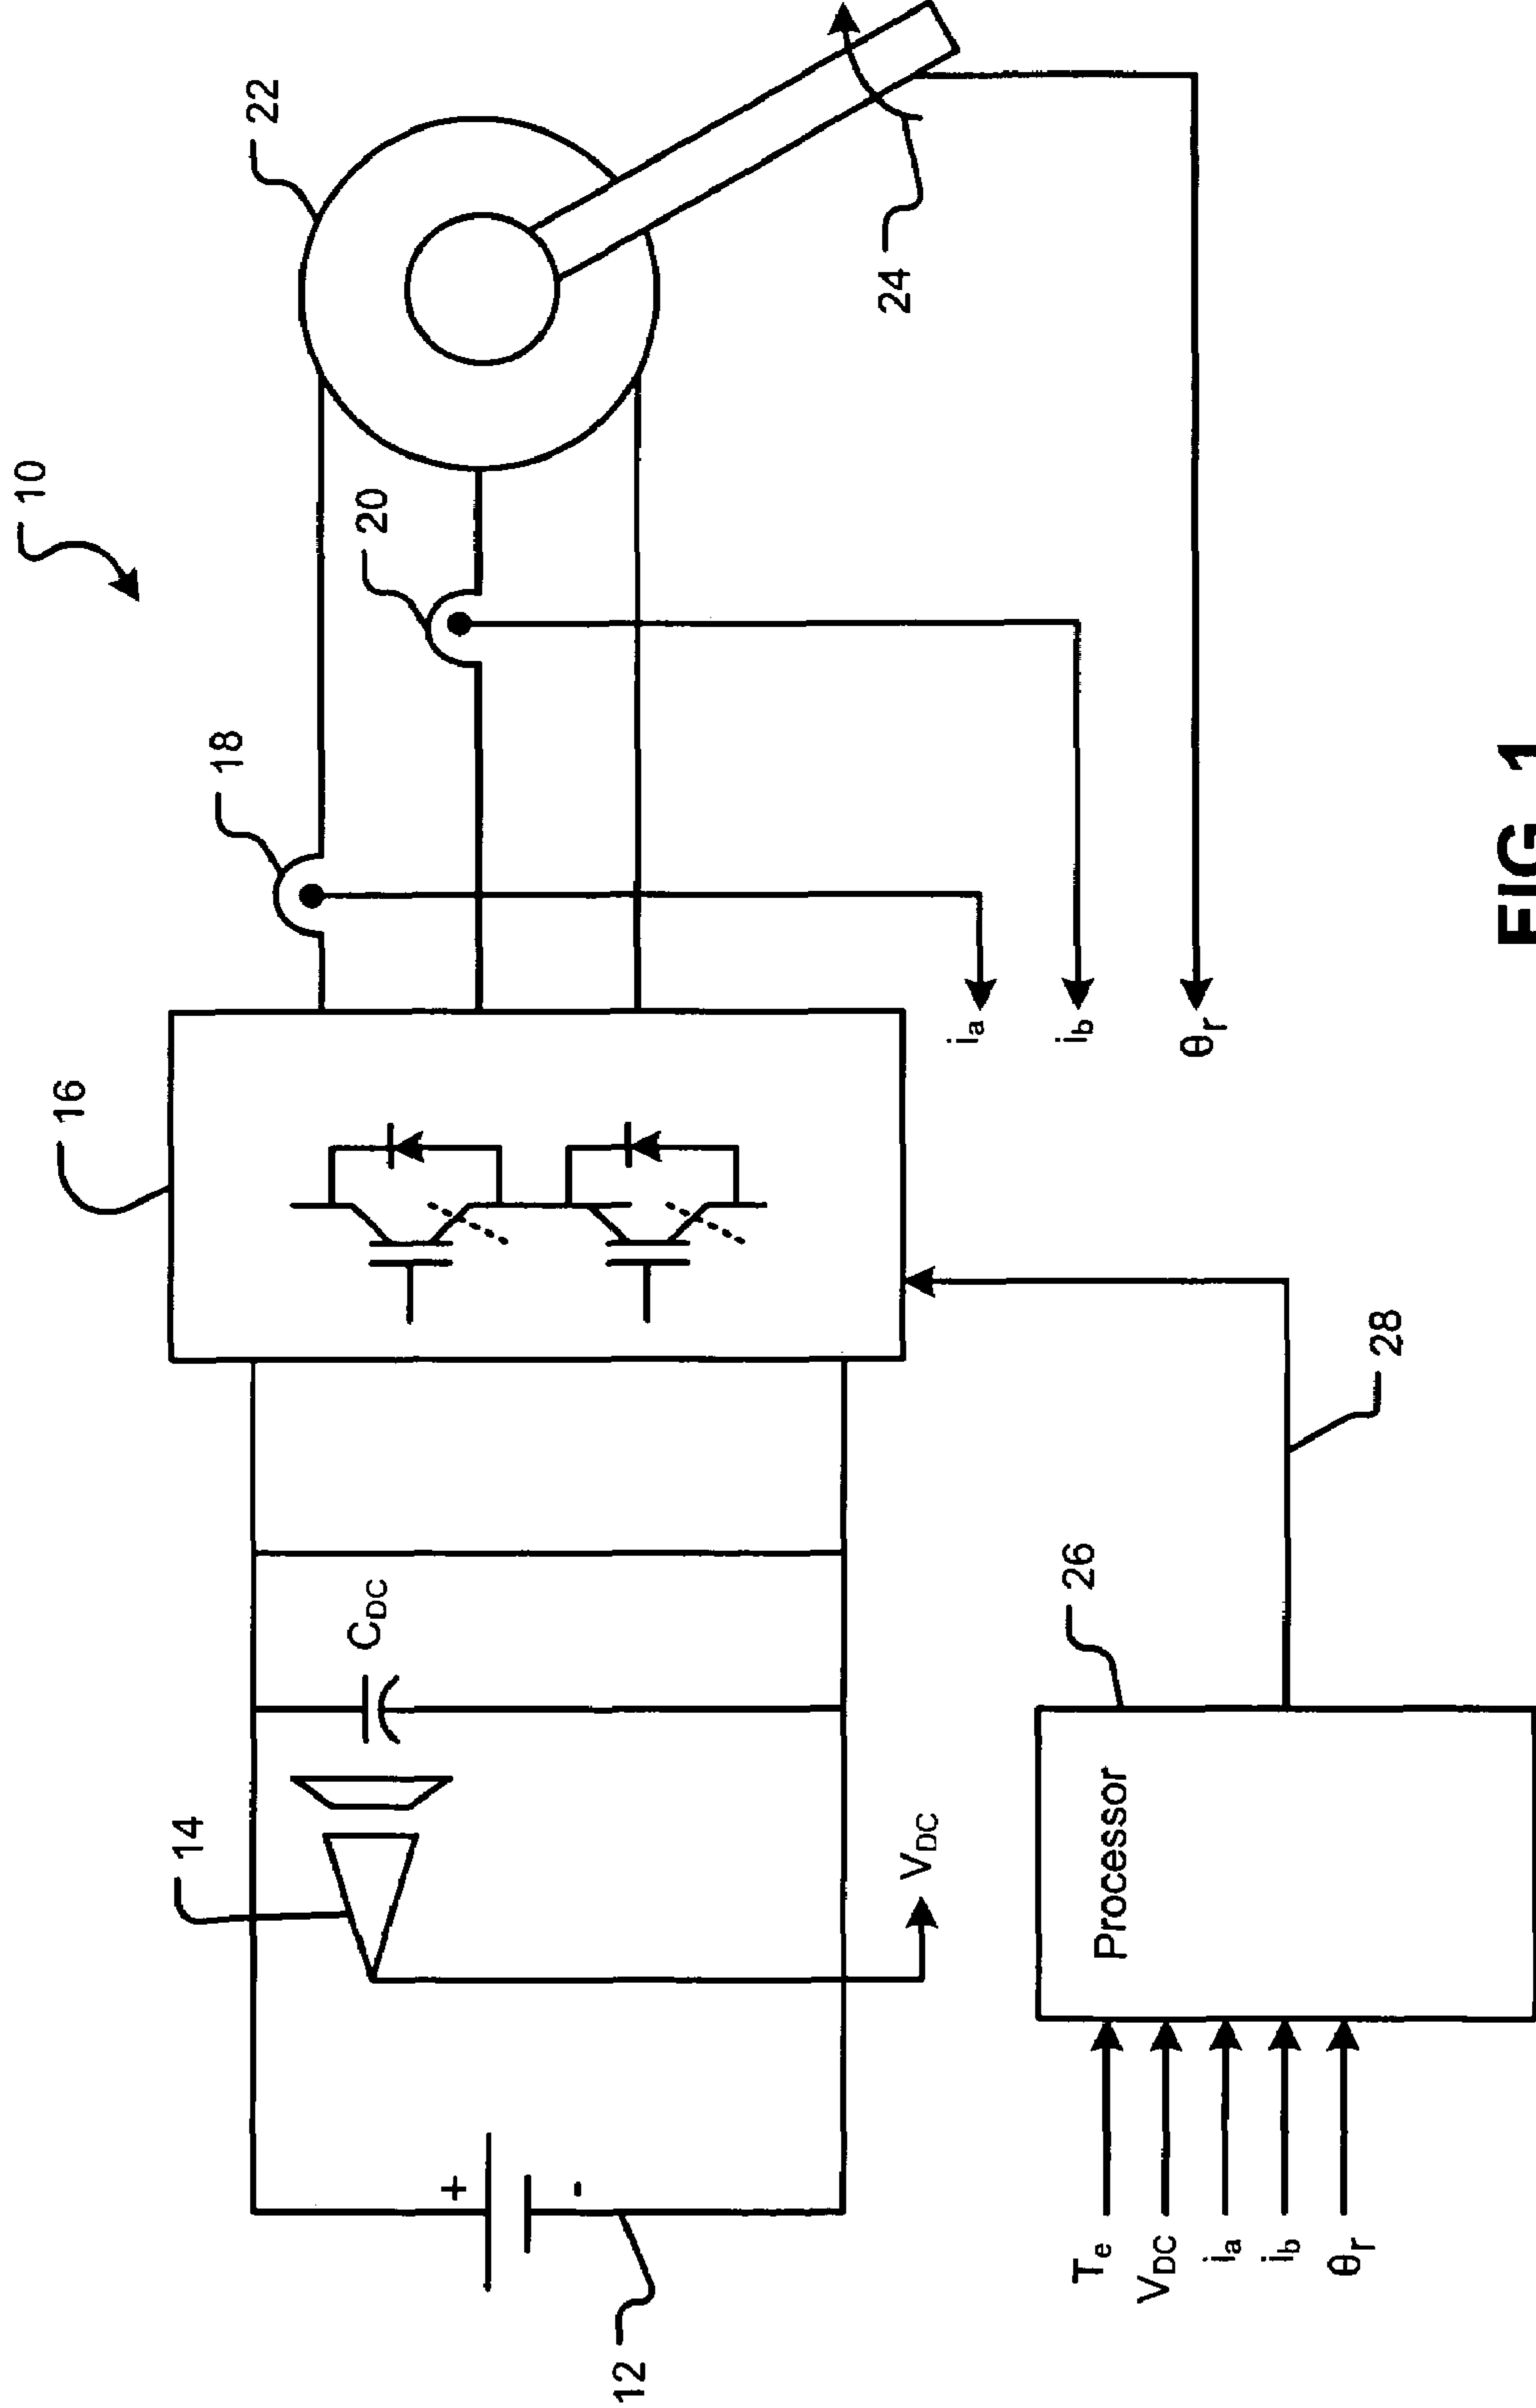 10
16
18
20
22
14
C_DC
24
12
+
-
V_DC
i_a
i_b
θ_r
T_e
V_DC
i_a
i_b
θ_r
Processor
26
28
FIG. 1